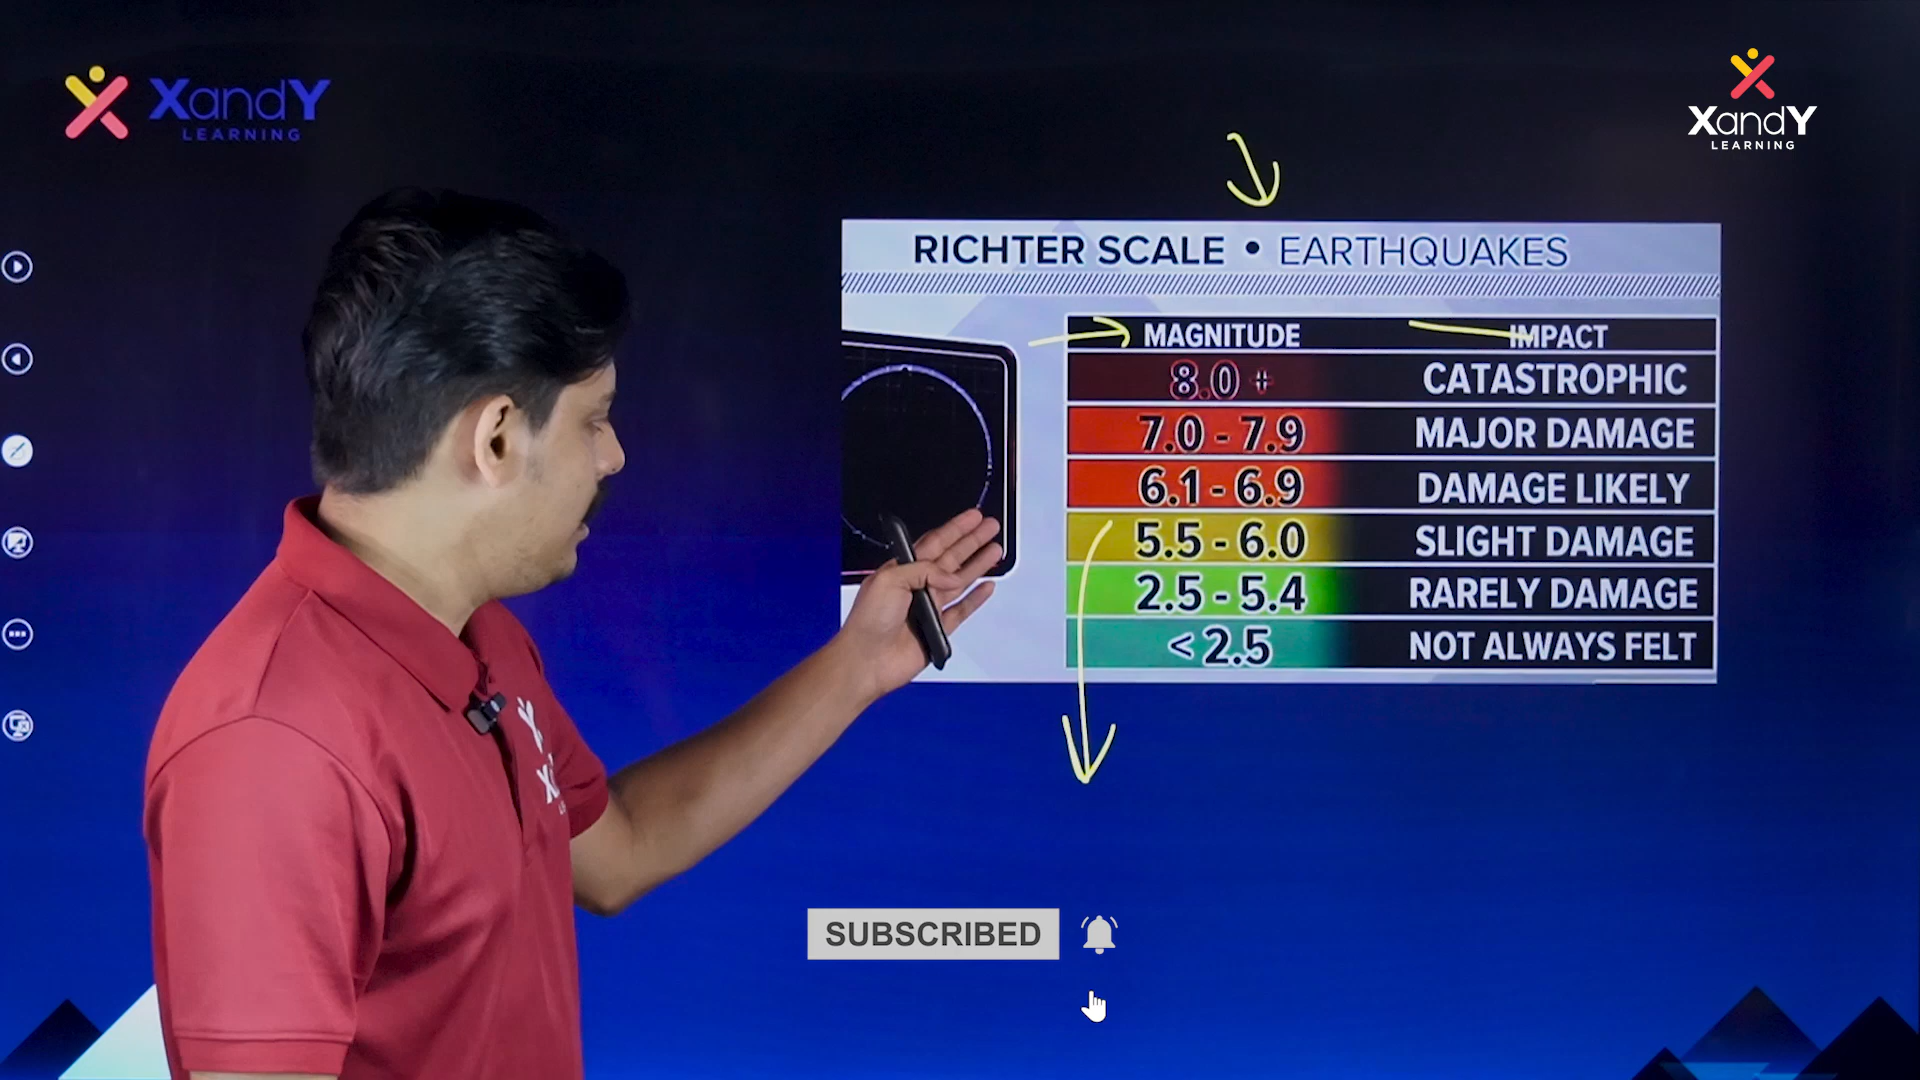 XandY
LEARNING
XandY
LEARNING
RICHTER SCALE • EARTHQUAKES
MAGNITUDE IMPACT
8.0 + CATASTROPHIC
7.0 - 7.9 MAJOR DAMAGE
6.1 - 6.9 DAMAGE LIKELY
5.5 - 6.0 SLIGHT DAMAGE
2.5 - 5.4 RARELY DAMAGE
< 2.5 NOT ALWAYS FELT
SUBSCRIBED